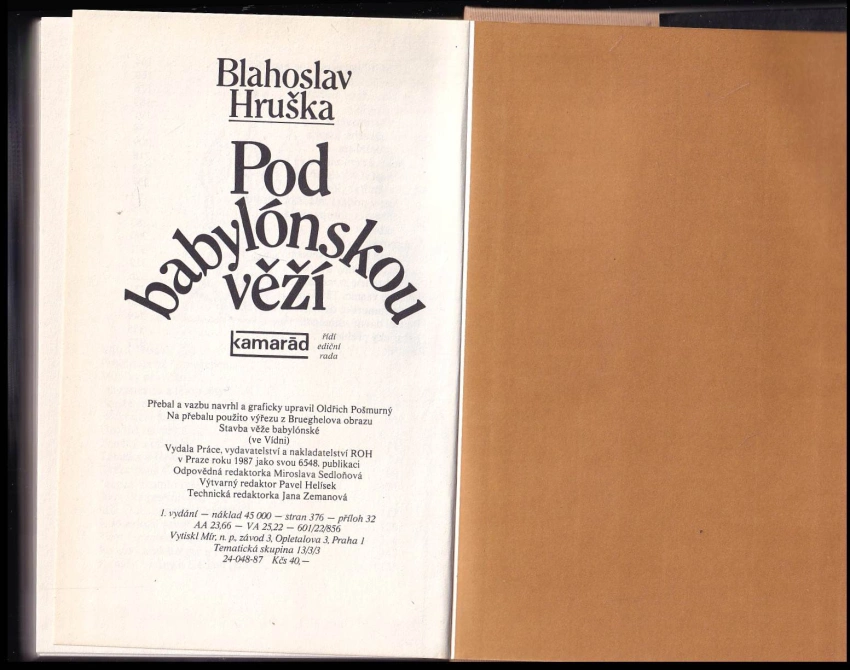 Blahoslav
Hruška
Pod
babylónskou
věží
kamarād
řídí
ediční
rada
Přebal a vazbu navrhl a graficky upravil Oldřich Pošmurný
Na přebalu použito výřezu z Brueghelova obrazu
Stavba věže babylónské
(ve Vídni)
Vydala Práce, vydavatelství a nakladatelství ROH
v Praze roku 1987 jako svou 6548. publikaci
Odpovědná redaktorka Miroslava Sedloňová
Výtvarný redaktor Pavel Helísek
Technická redaktorka Jana Zemanová
1. vydání — náklad 45 000 — stran 376 — příloh 32
AA 23,66 — VA 25,22 — 601/22/856
Vytiskl Mír, n. p., závod 3, Opletalova 3, Praha 1
Tematická skupina 13/3/3
24-048-87 Kčs 40,—